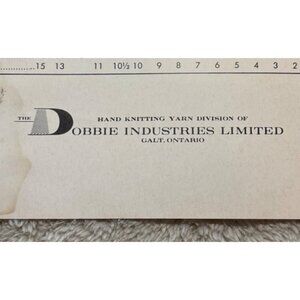 15 13 11 10½ 10 9 8 7 6 5 4 3 2
HAND KNITTING YARN DIVISION OF
THE DOBBIE INDUSTRIES LIMITED
GALT, ONTARIO